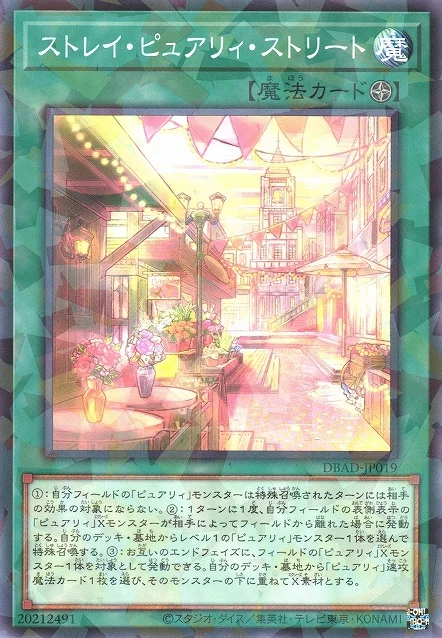 ストレイ・ピュアリィ・ストリート 魔
【魔法カード】
DBAD-JP019
①:自分フィールドの「ピュアリィ」モンスターは特殊召喚されたターンには相手
の効果の対象にならない。②:1ターンに1度、自分フィールドの表側表示の
「ピュアリィ」Xモンスターが相手によってフィールドから離れた場合に発動
する。自分のデッキ・墓地からレベル1の「ピュアリィ」モンスター1体を選んで
特殊召喚する。③:お互いのエンドフェイズに、フィールドの「ピュアリィ」Xモン
スター1体を対象として発動できる。自分のデッキ・墓地から「ピュアリィ」速攻
魔法カード1枚を選び、そのモンスターの下に重ねてX素材とする。
20212491
©スタジオ・ダイス/集英社・テレビ東京・KONAMI